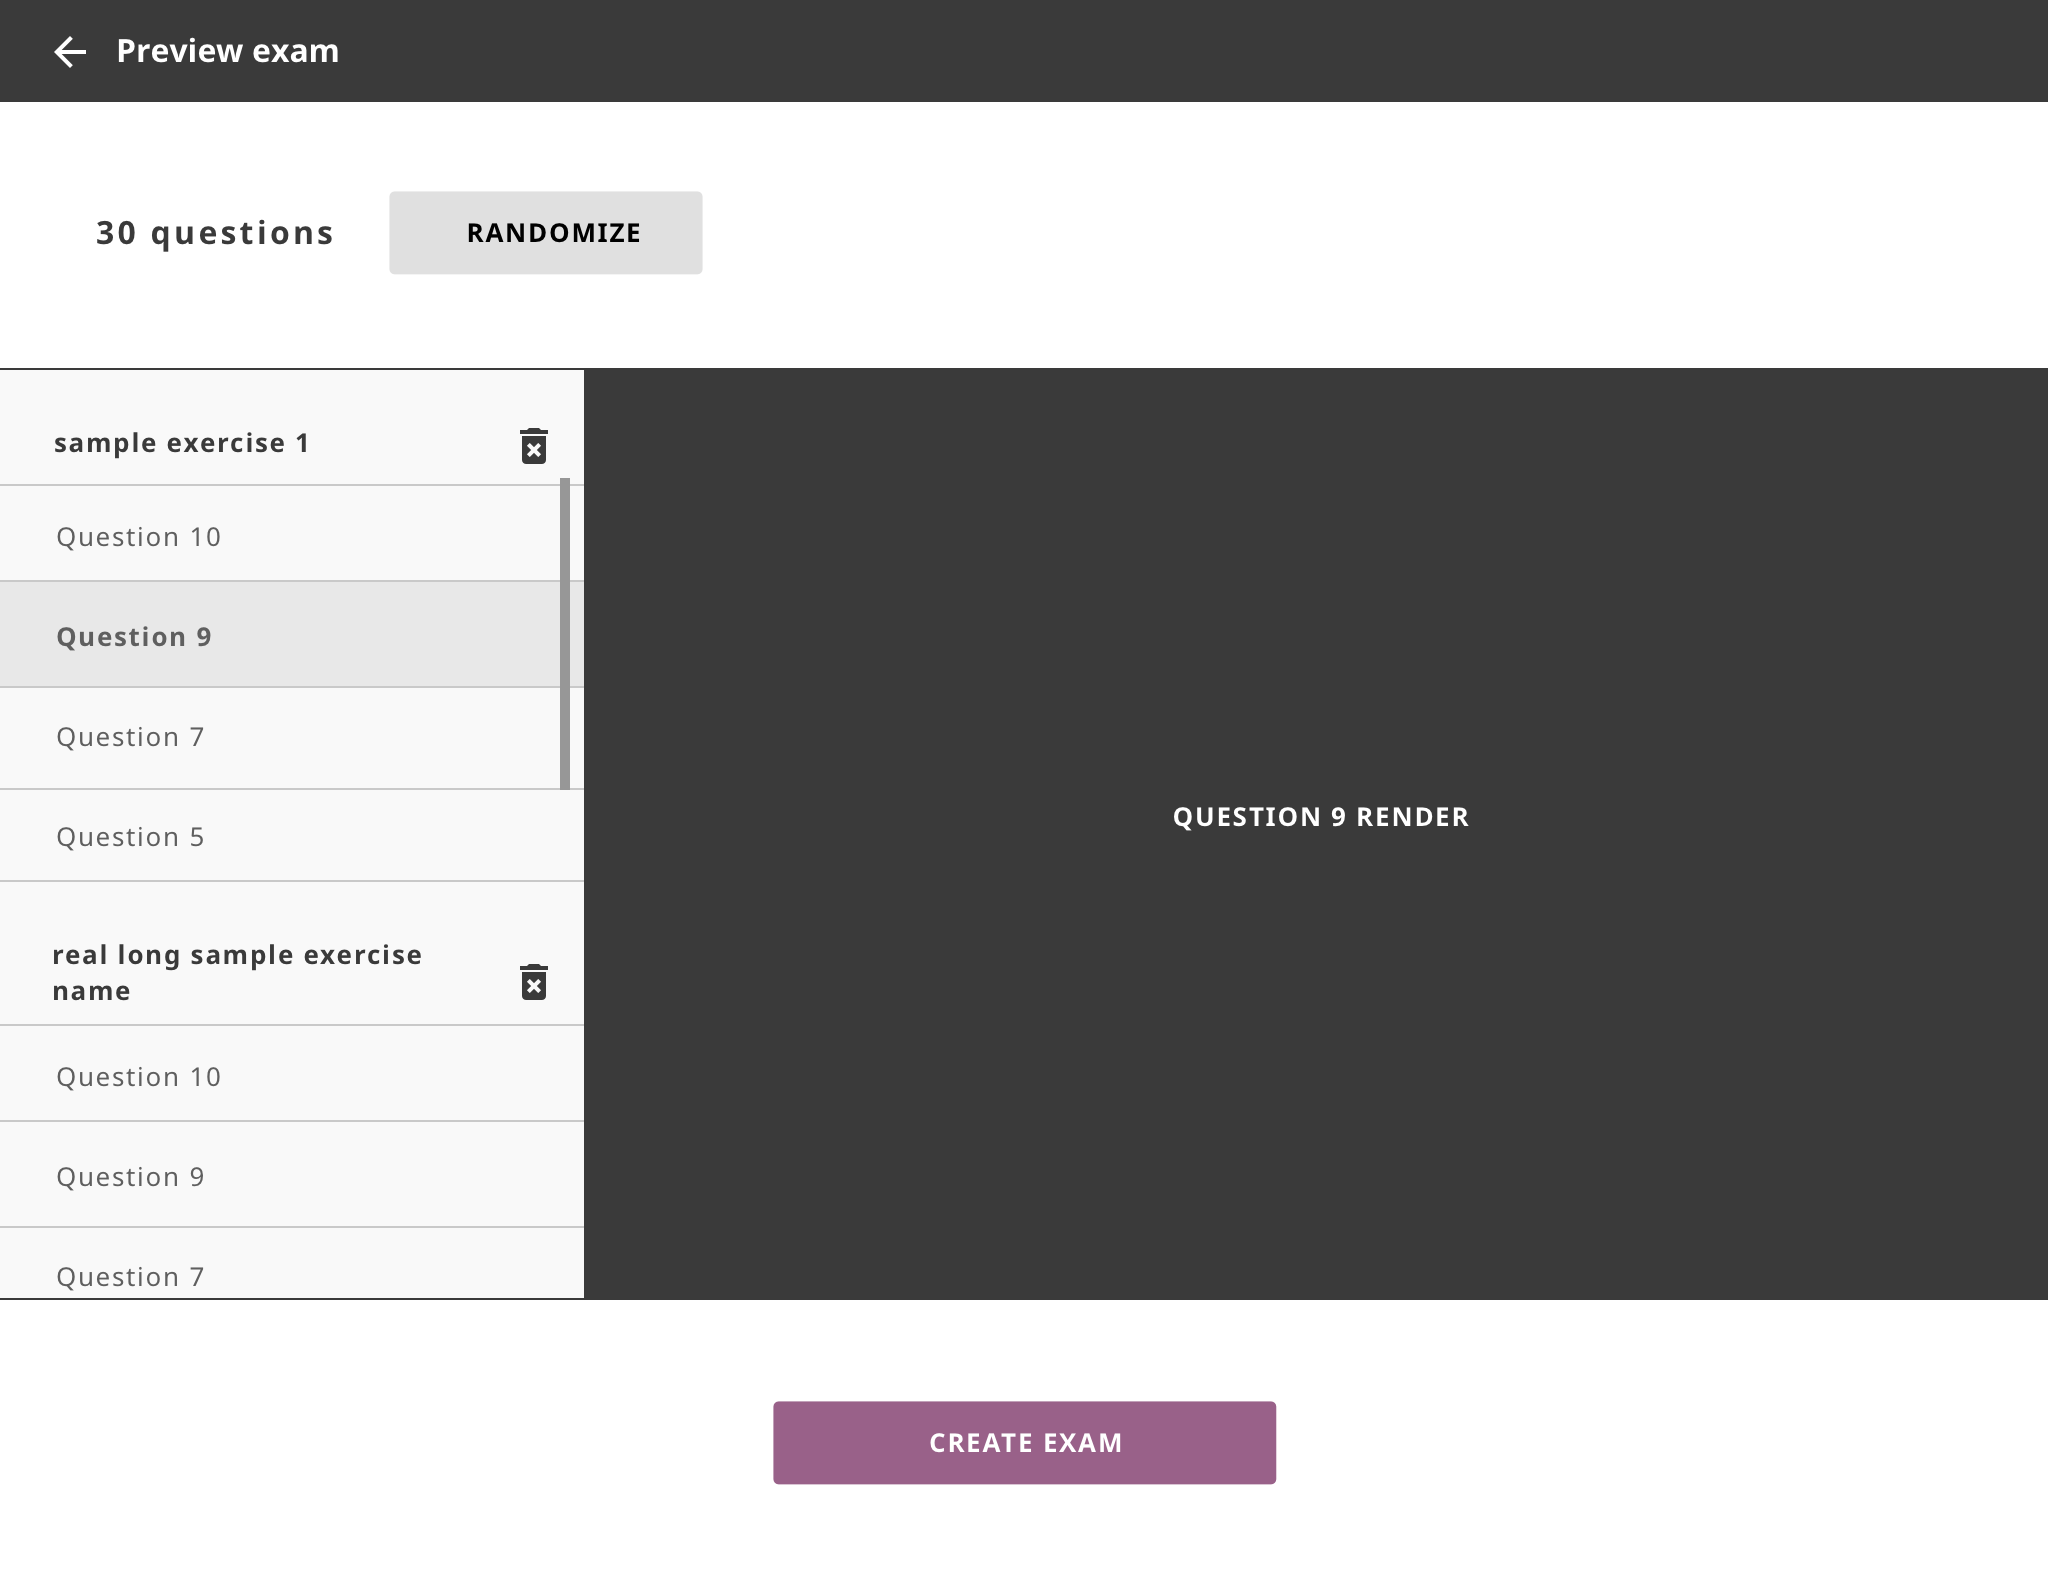 Preview exam
30 questions
RANDOMIZE
sample exercise 1
Question 10
Question 9
Question 7
Question 5
real long sample exercise
name
Question 10
Question 9
Question 7
QUESTION 9 RENDER
CREATE EXAM